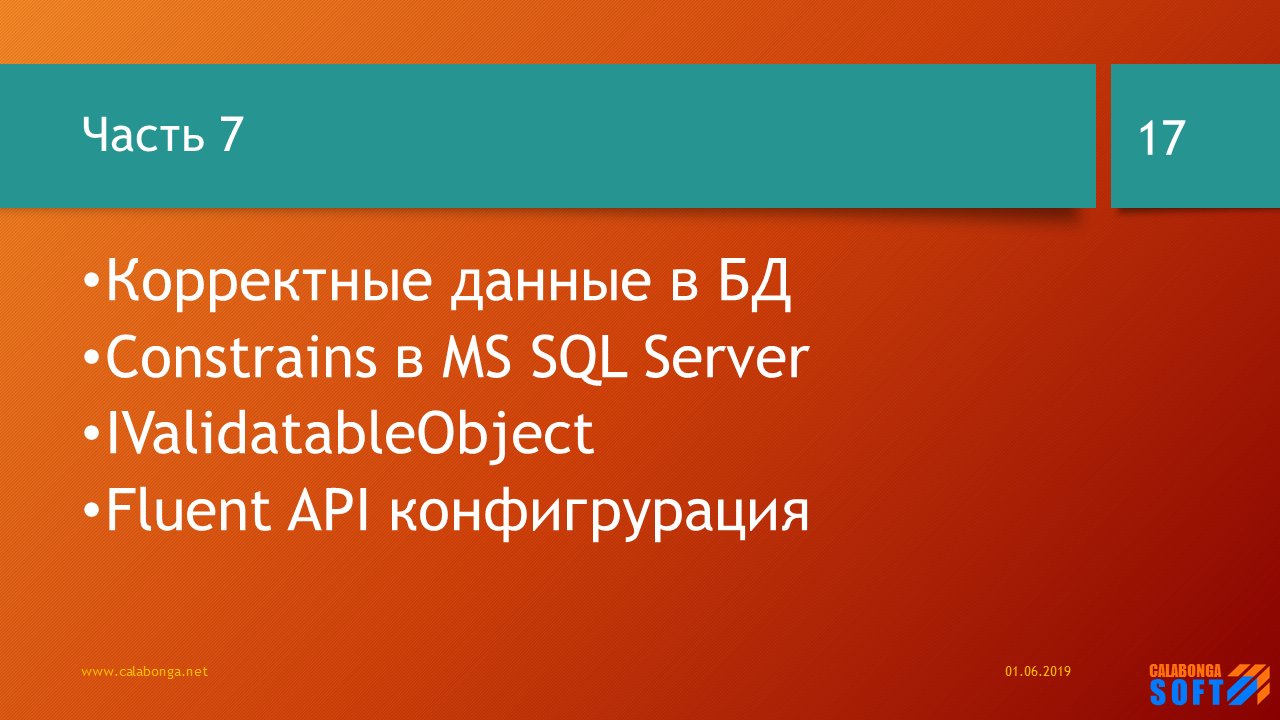 Часть 7
17
•Корректные данные в БД
•Constrains в MS SQL Server
•IValidatableObject
•Fluent API конфигрурация
www.calabonga.net
01.06.2019
CALABONGA
SOFT